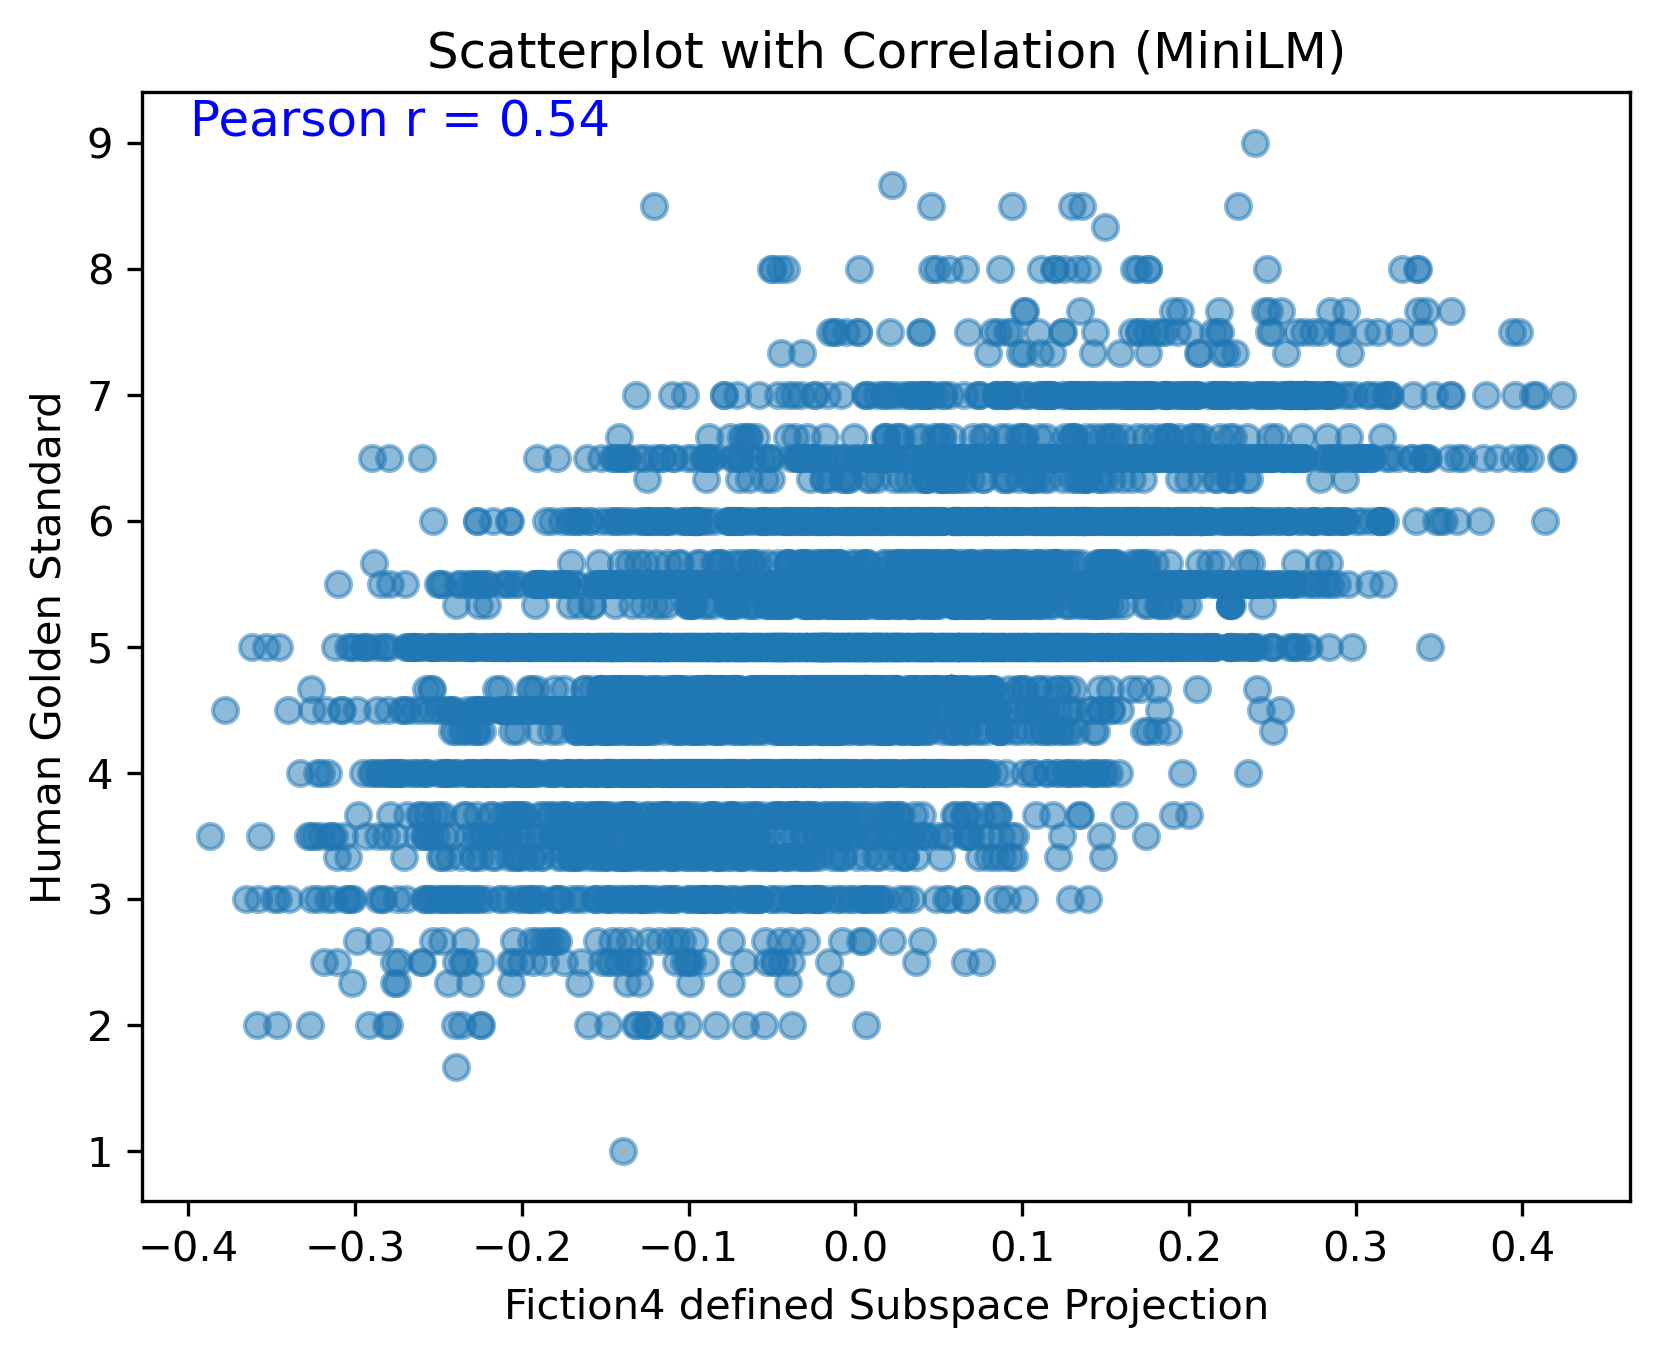 Scatterplot with Correlation (MiniLM)
Pearson r = 0.54
Human Golden Standard
9
8
7
6
5
4
3
2
1
−0.4 −0.3 −0.2 −0.1 0.0 0.1 0.2 0.3 0.4
Fiction4 defined Subspace Projection